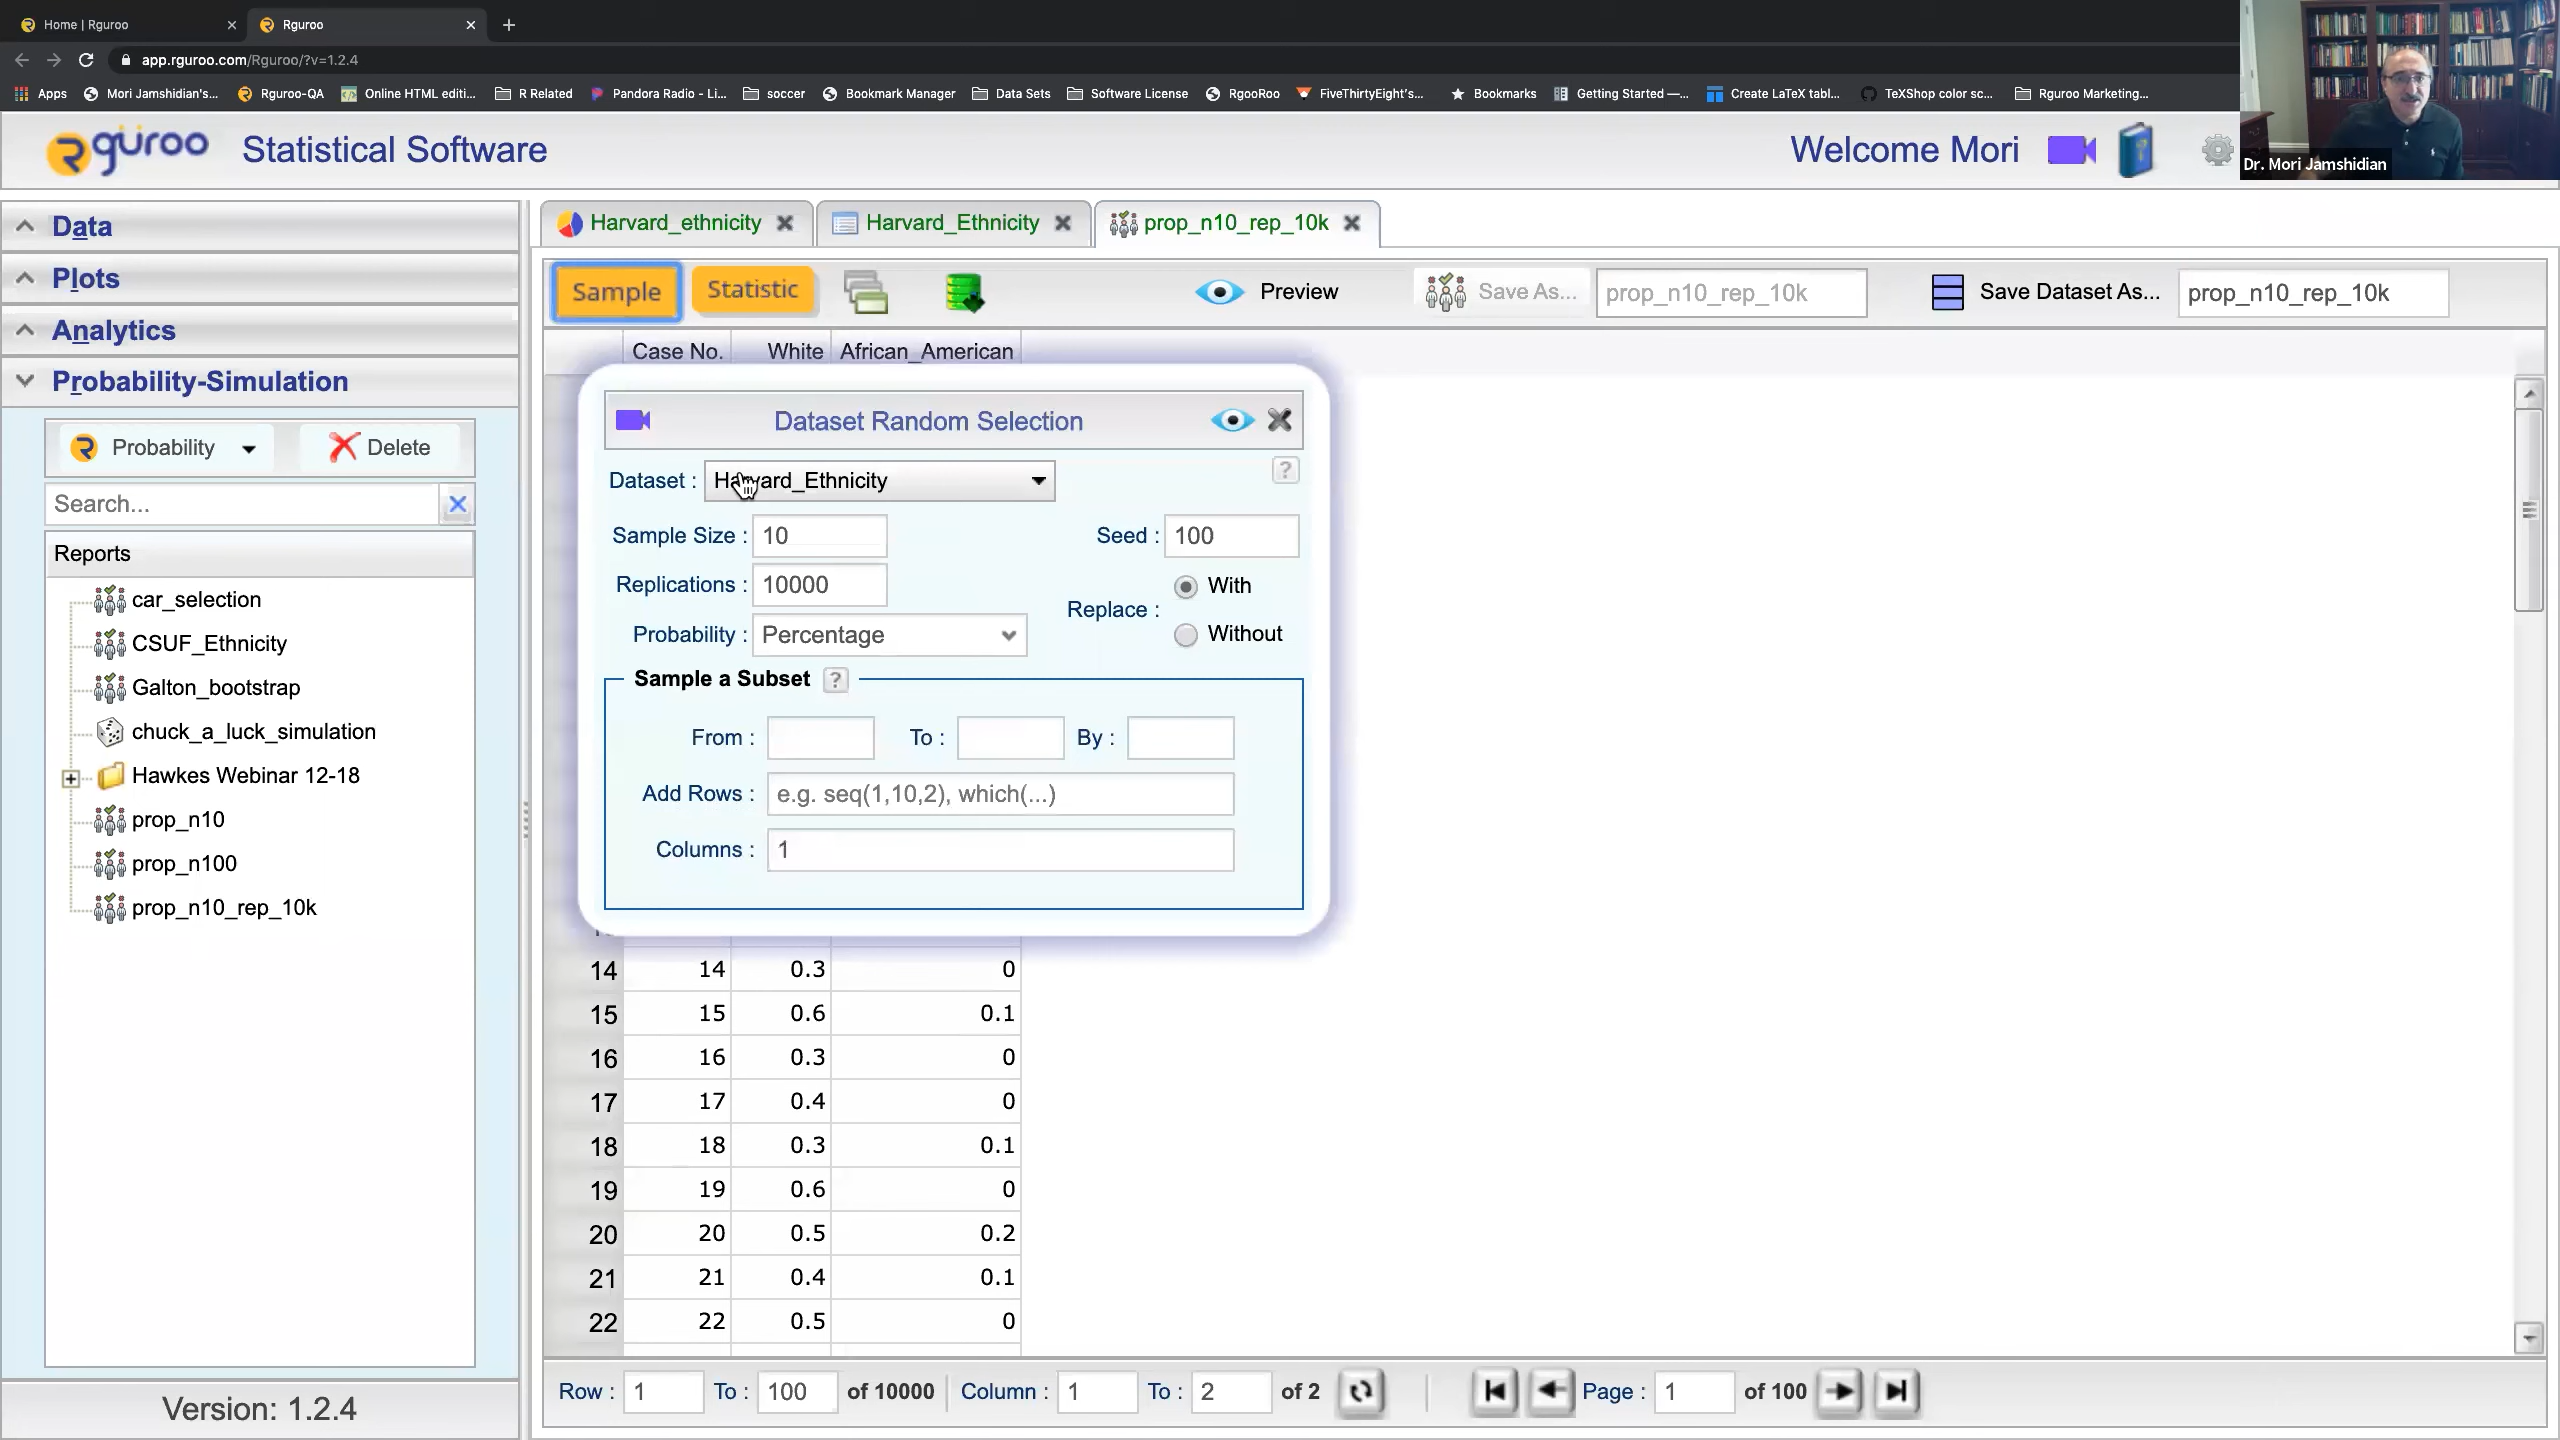 Home | Rguroo
Rguroo
app.rguroo.com/Rguroo/?v=1.2.4
Apps Mori Jamshidian's... Rguroo-QA Online HTML editi... R Related Pandora Radio - Li... soccer Bookmark Manager Data Sets Software License RgooRoo FiveThirtyEight's... Bookmarks Getting Started —... Create LaTeX tabl... TeXShop color sc... Rguroo Marketing...
rguroo Statistical Software
Welcome Mori
Dr. Mori Jamshidian
Data
Plots
Analytics
Probability-Simulation
Probability
Delete
Search...
Reports
car_selection
CSUF_Ethnicity
Galton_bootstrap
chuck_a_luck_simulation
Hawkes Webinar 12-18
prop_n10
prop_n100
prop_n10_rep_10k
Version: 1.2.4
Harvard_ethnicity
Harvard_Ethnicity
prop_n10_rep_10k
Sample
Statistic
Preview
Save As...
prop_n10_rep_10k
Save Dataset As...
prop_n10_rep_10k
Case No. White African_American
Dataset Random Selection
Dataset : Harvard_Ethnicity
?
Sample Size : 10
Seed : 100
Replications : 10000
Replace :
With
Without
Probability : Percentage
Sample a Subset ?
From : To : By :
Add Rows : e.g. seq(1,10,2), which(...)
Columns : 1
14 14 0.3 0
15 15 0.6 0.1
16 16 0.3 0
17 17 0.4 0
18 18 0.3 0.1
19 19 0.6 0
20 20 0.5 0.2
21 21 0.4 0.1
22 22 0.5 0
Row : 1 To : 100 of 10000 Column : 1 To : 2 of 2 Page : 1 of 100